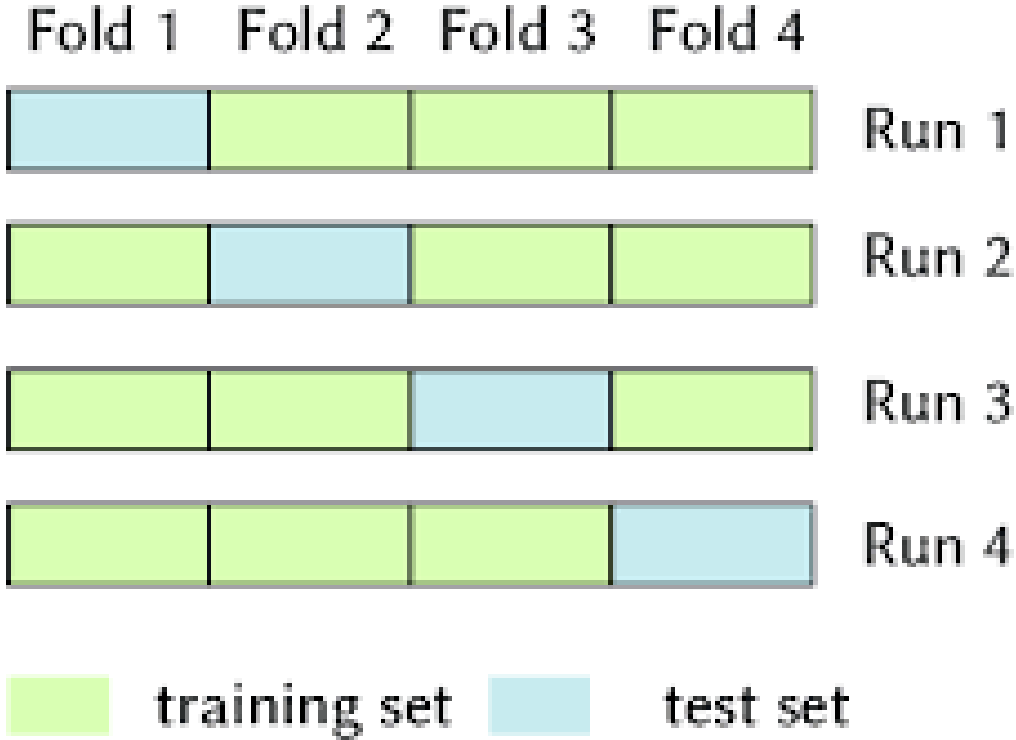 Fold 1 Fold 2 Fold 3 Fold 4
Run 1
Run 2
Run 3
Run 4
training set test set